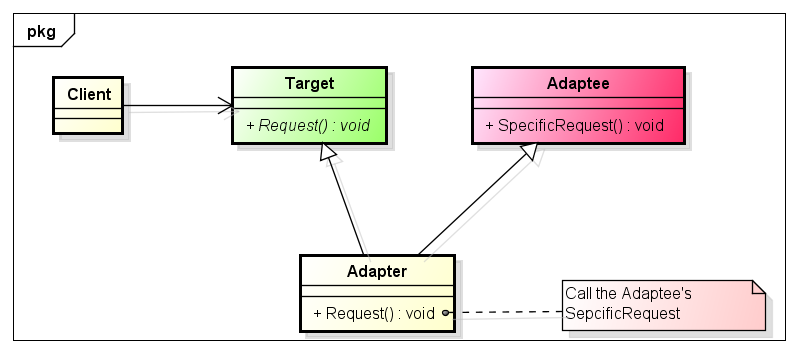 pkg
Client
Target
+ Request() : void
Adaptee
+ SpecificRequest() : void
Adapter
+ Request() : void
Call the Adaptee's
SepcificRequest